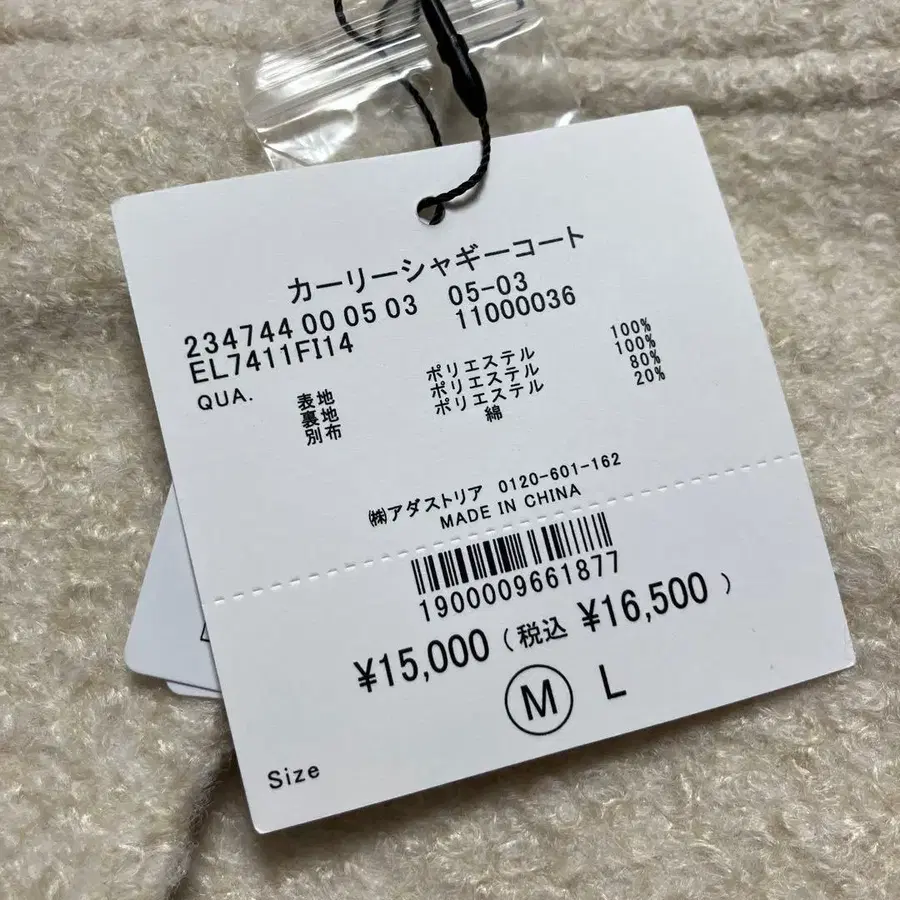 カーリーシャギーコート
234744 00 05 03 05-03
EL7411FI14 11000036
QUA. 表地 ポリエステル 100%
裏地 ポリエステル 100%
別布 ポリエステル 80%
綿 20%
㈱アダストリア 0120-601-162
MADE IN CHINA
1900009661877
¥15,000 (税込 ¥16,500 )
M L
Size